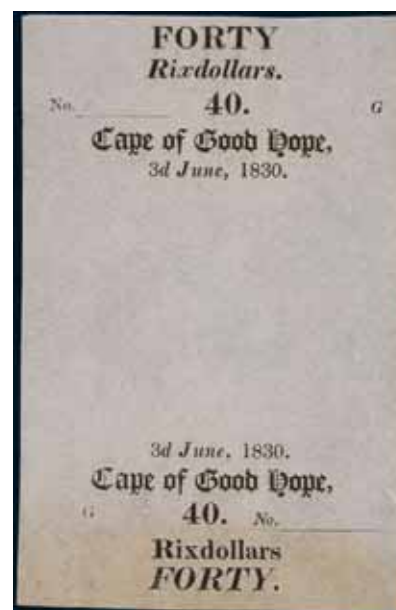 FORTY
Rixdollars.
No. 40. G
Cape of Good Hope,
3d June, 1830.
3d June, 1830.
Cape of Good Hope,
G 40. No.
Rixdollars
FORTY.